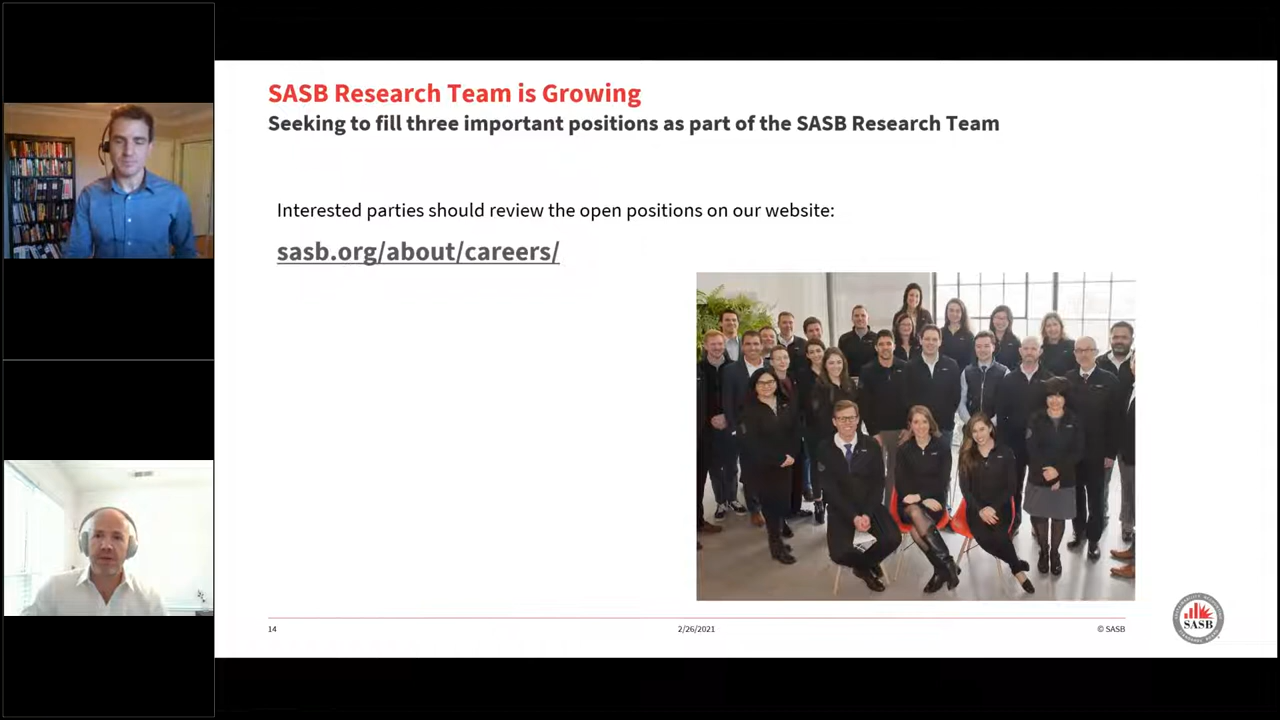 SASB Research Team is Growing
Seeking to fill three important positions as part of the SASB Research Team
Interested parties should review the open positions on our website:
sasb.org/about/careers/
14
2/26/2021
© SASB
SASB